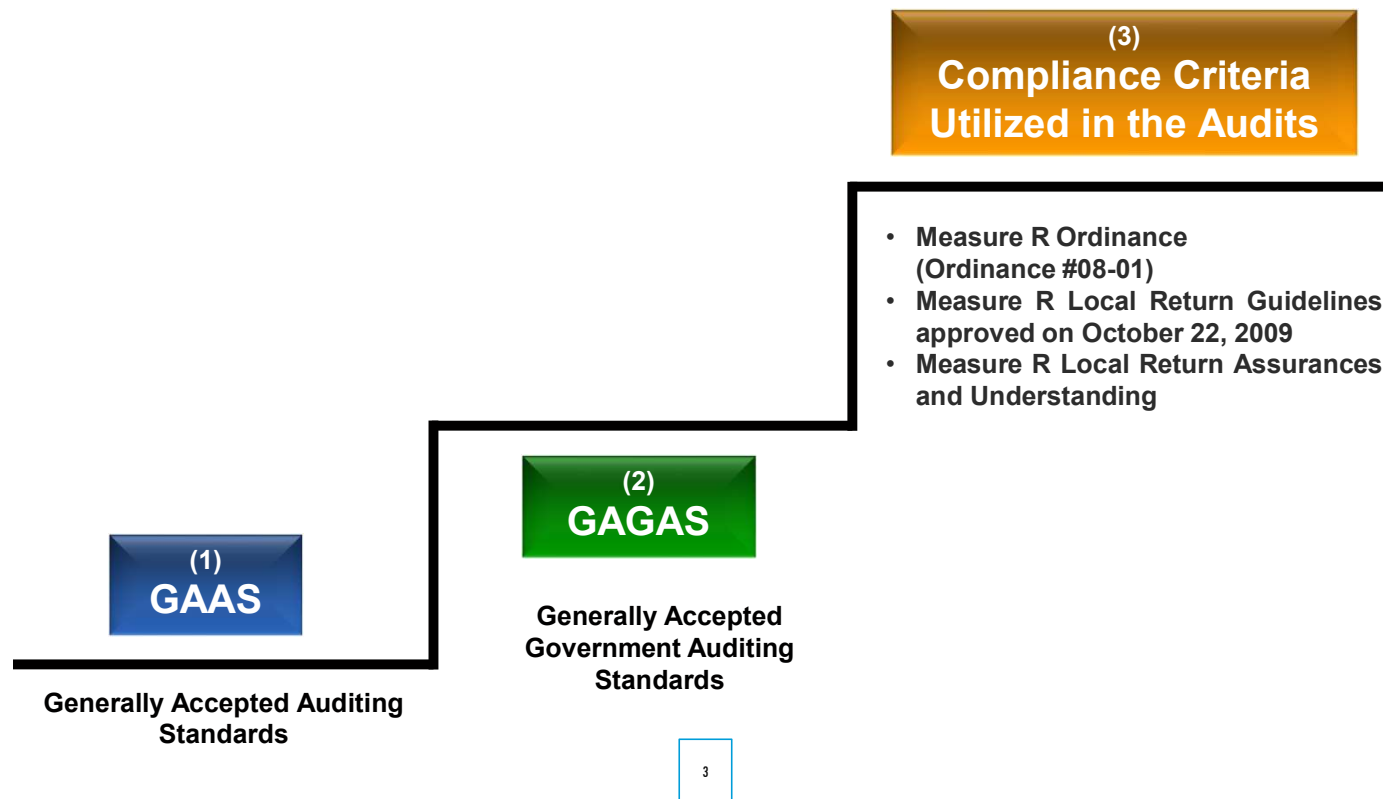 (1)
GAAS
Generally Accepted Auditing
Standards
(2)
GAGAS
Generally Accepted
Government Auditing
Standards
(3)
Compliance Criteria
Utilized in the Audits
• Measure R Ordinance
(Ordinance #08-01)
• Measure R Local Return Guidelines
approved on October 22, 2009
• Measure R Local Return Assurances
and Understanding
3